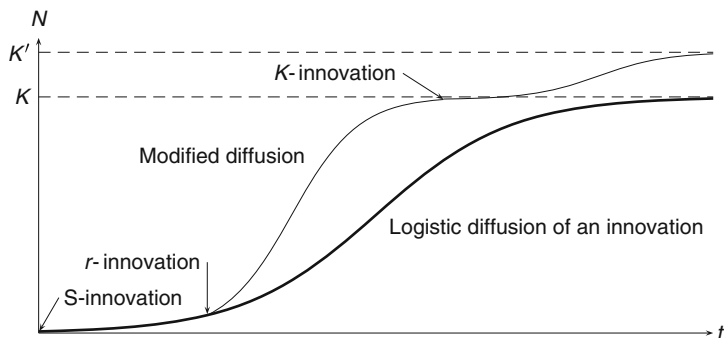 N
K′
K-innovation
K
Modified diffusion
Logistic diffusion of an innovation
r-innovation
S-innovation
t